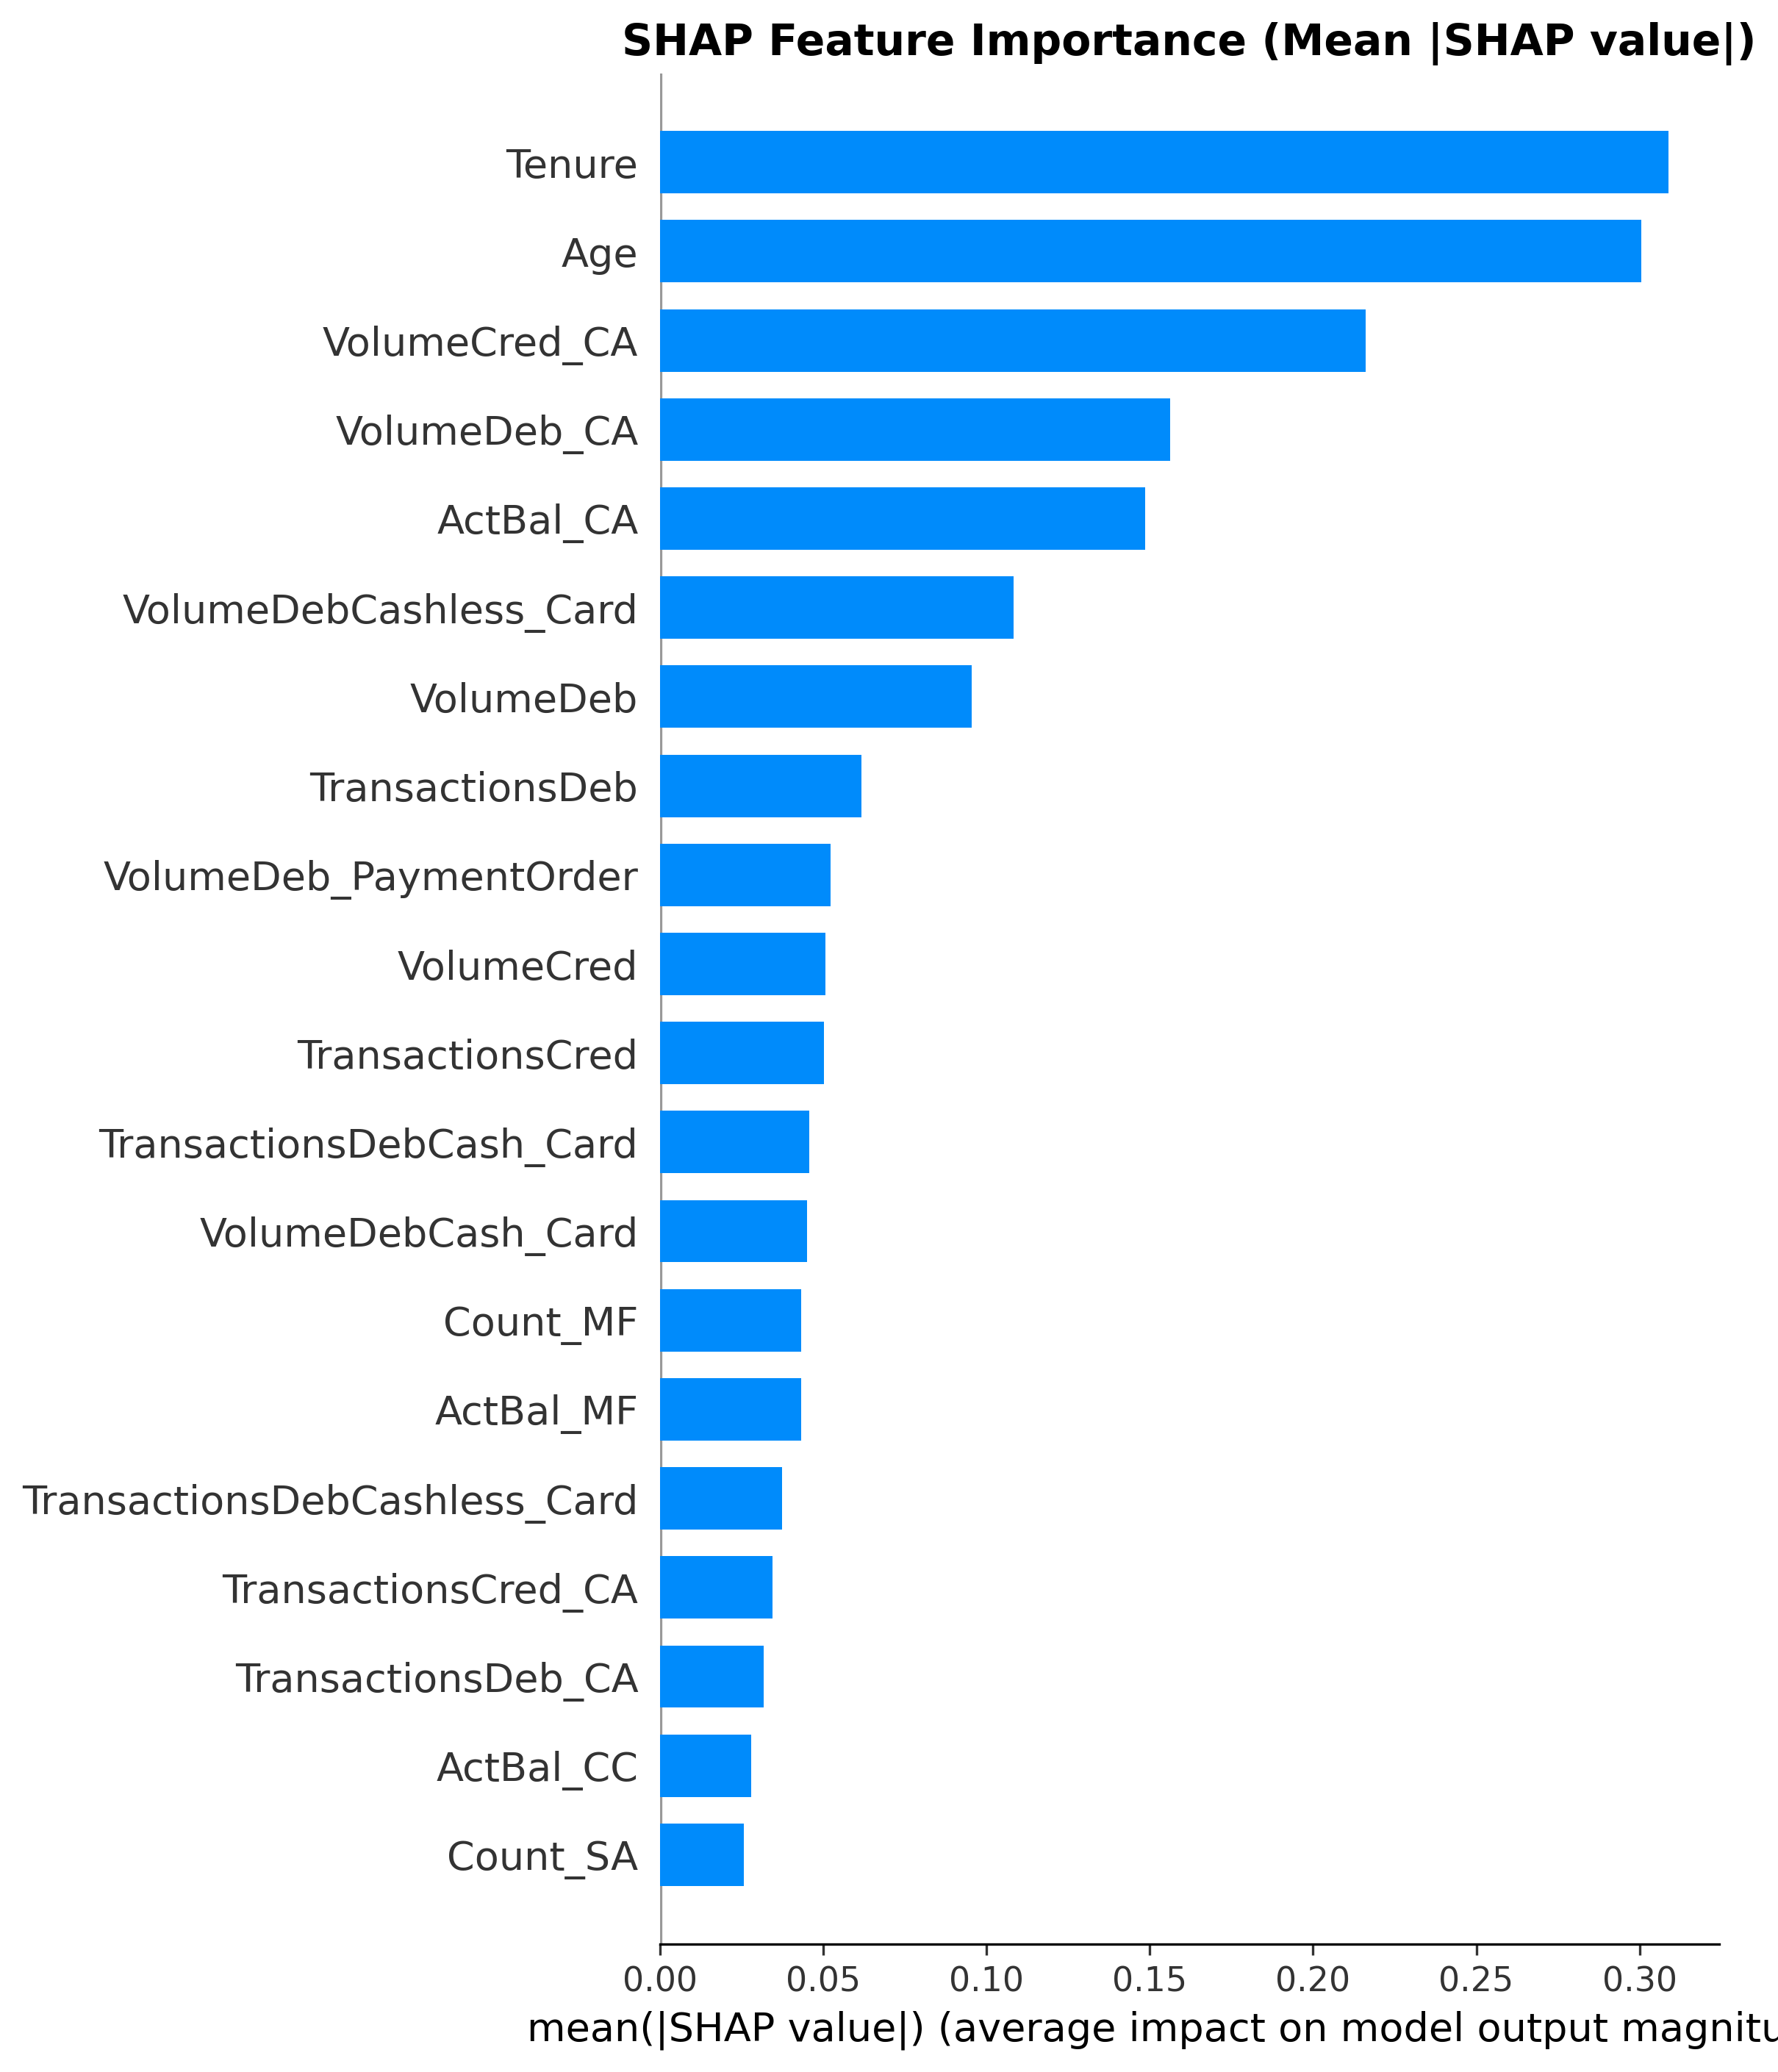 SHAP Feature Importance (Mean |SHAP value|)
Tenure
Age
VolumeCred_CA
VolumeDeb_CA
ActBal_CA
VolumeDebCashless_Card
VolumeDeb
TransactionsDeb
VolumeDeb_PaymentOrder
VolumeCred
TransactionsCred
TransactionsDebCash_Card
VolumeDebCash_Card
Count_MF
ActBal_MF
TransactionsDebCashless_Card
TransactionsCred_CA
TransactionsDeb_CA
ActBal_CC
Count_SA
0.00 0.05 0.10 0.15 0.20 0.25 0.30
mean(|SHAP value|) (average impact on model output magnitu